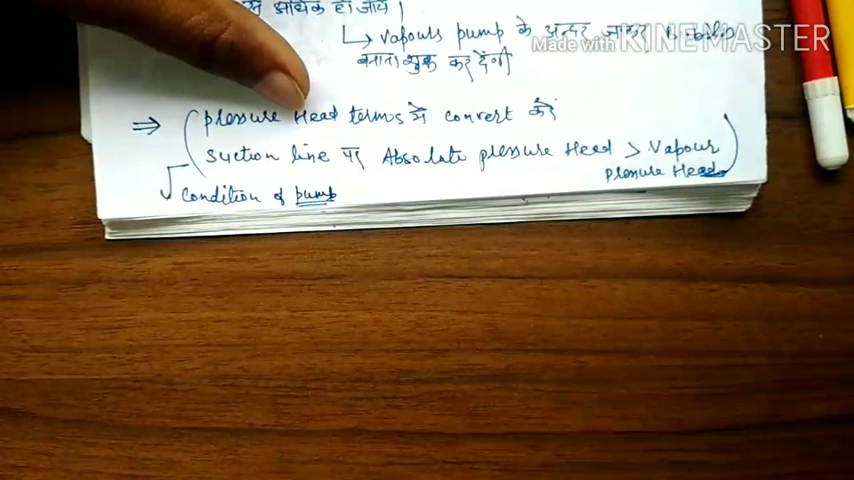 से अधिक हो जाये।
Made with KINEMASTER
→ vapours pump के अन्दर जाकर
बनाना शुरू कर देंगी
⇒ (pressure Head terms में convert करें
suction line पर Absolute pressure Head > Vapour
pressure Head)
condition of pump